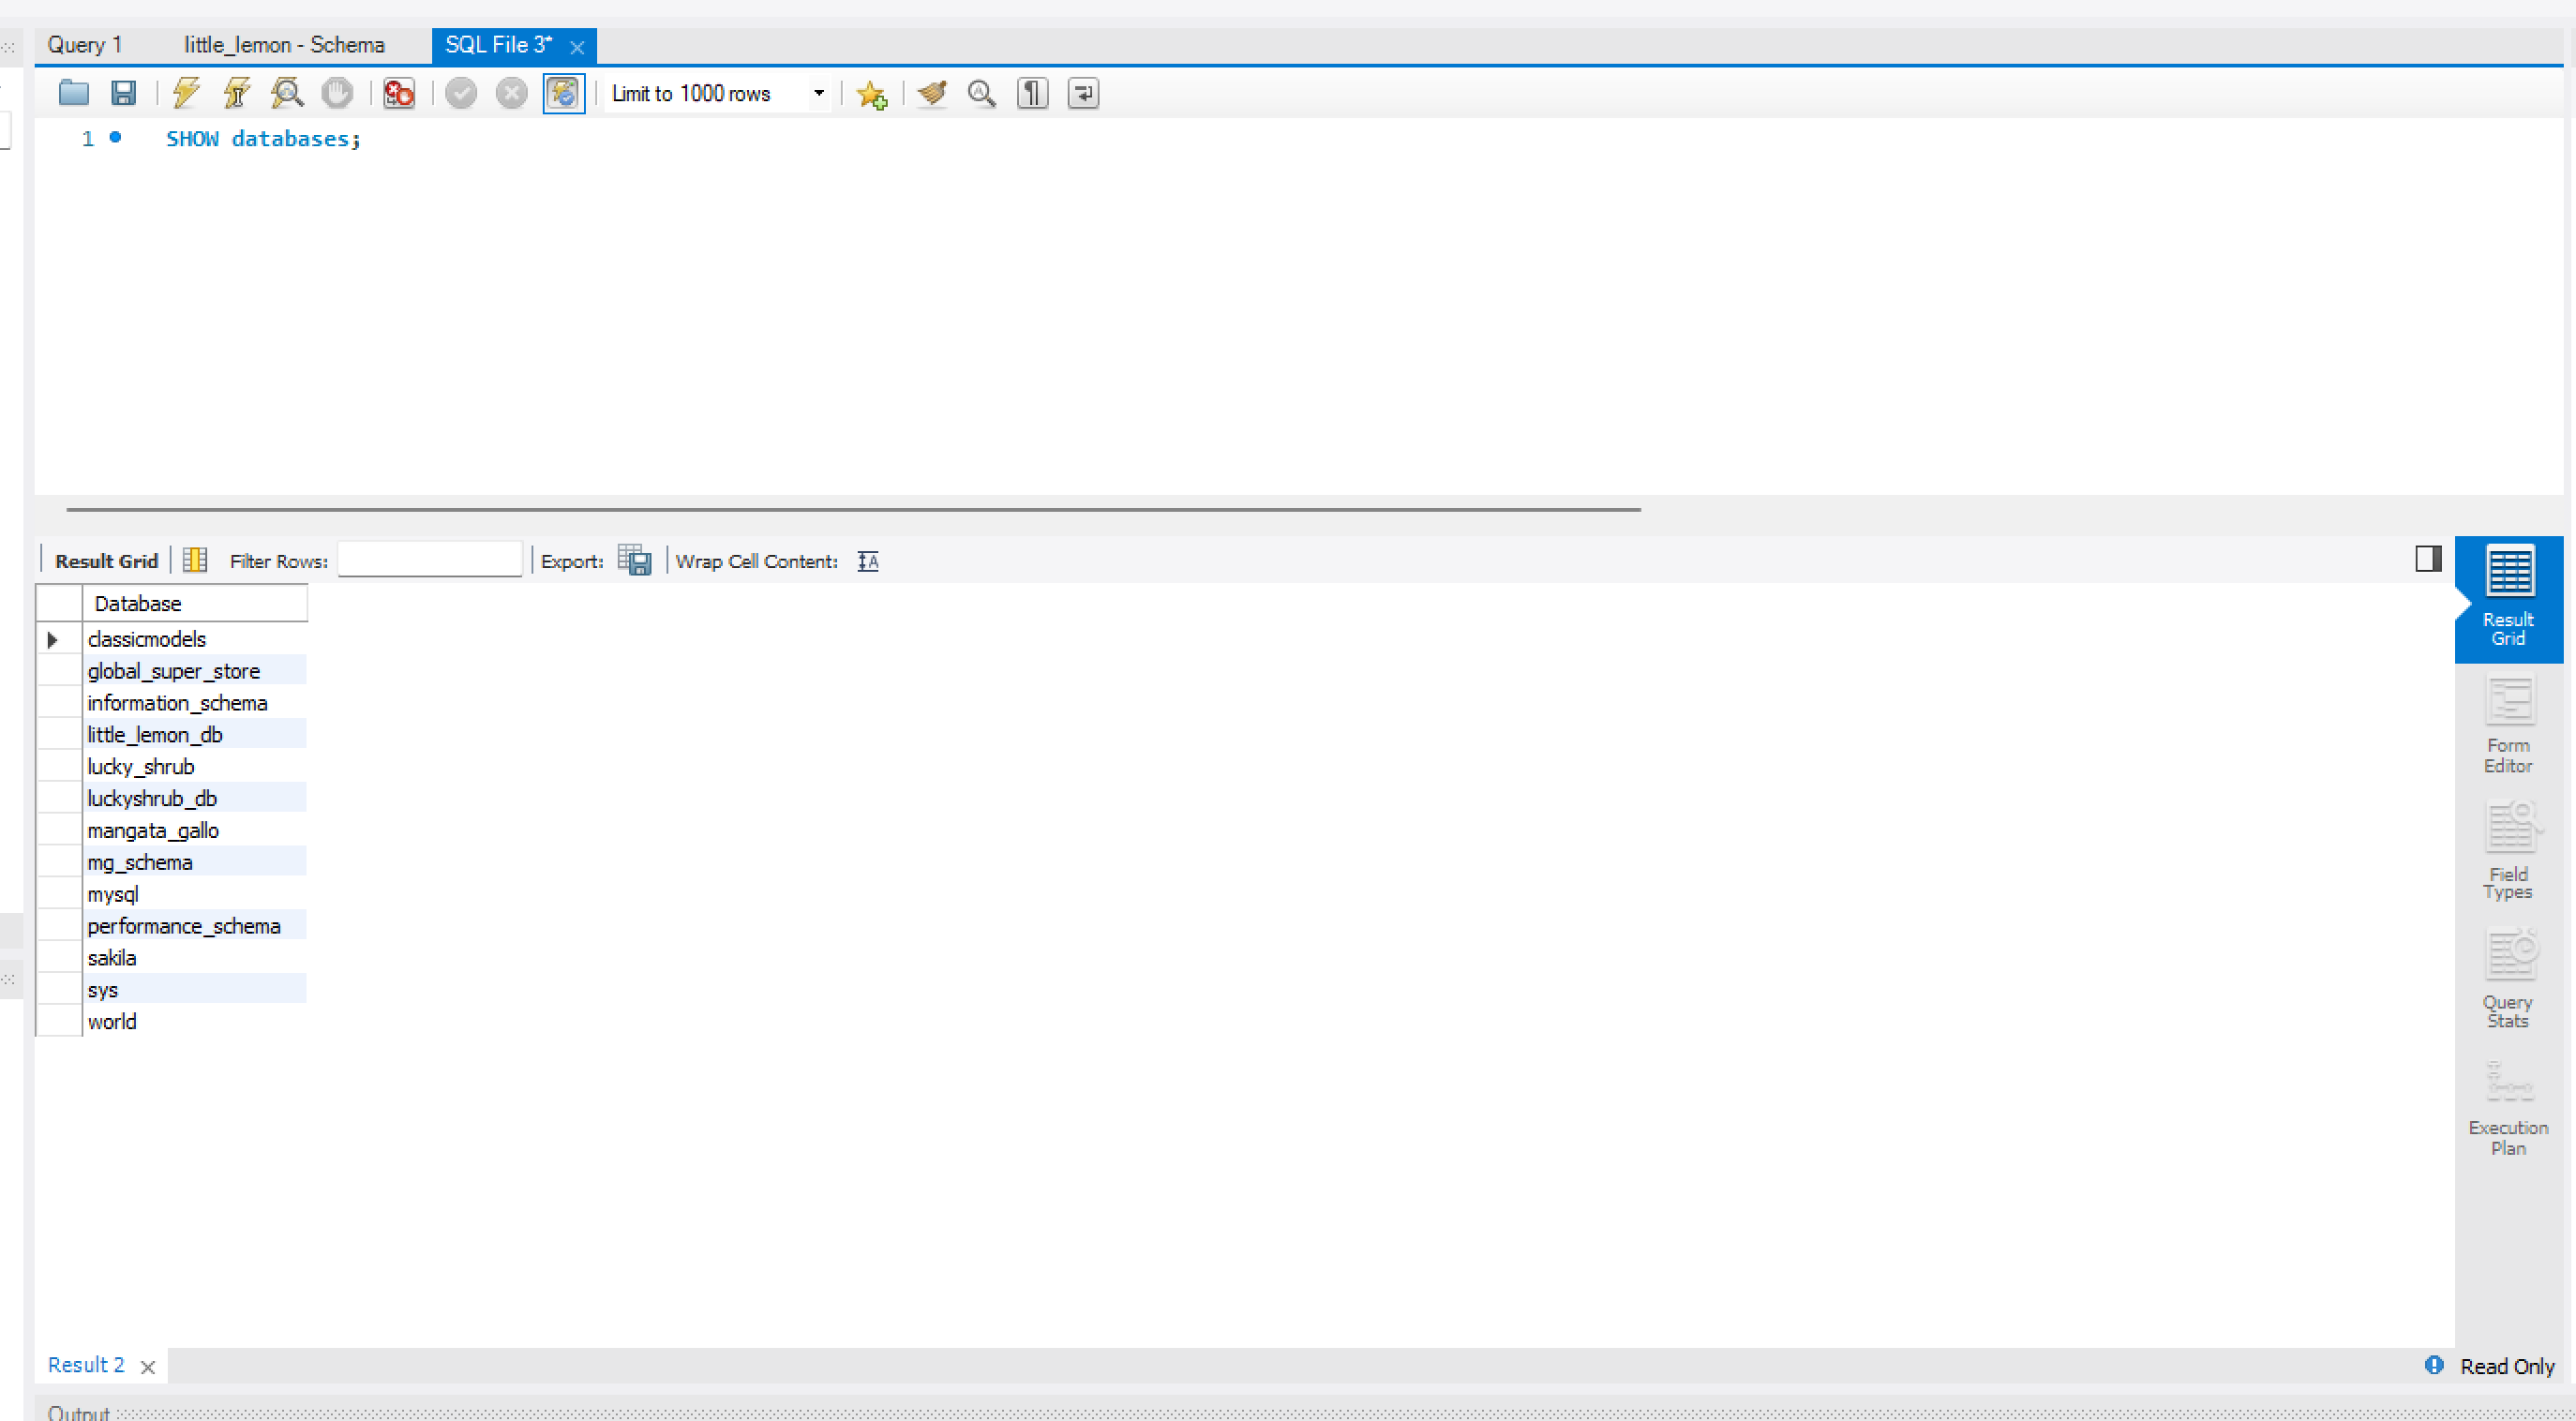 Query 1 little_lemon - Schema SQL File 3*
Limit to 1000 rows
1 SHOW databases;
Result Grid Filter Rows: Export: Wrap Cell Content:
Database
classicmodels
global_super_store
information_schema
little_lemon_db
lucky_shrub
luckyshrub_db
mangata_gallo
mg_schema
mysql
performance_schema
sakila
sys
world
Result
Grid
Form
Editor
Field
Types
Query
Stats
Execution
Plan
Result 2 Read Only
Output